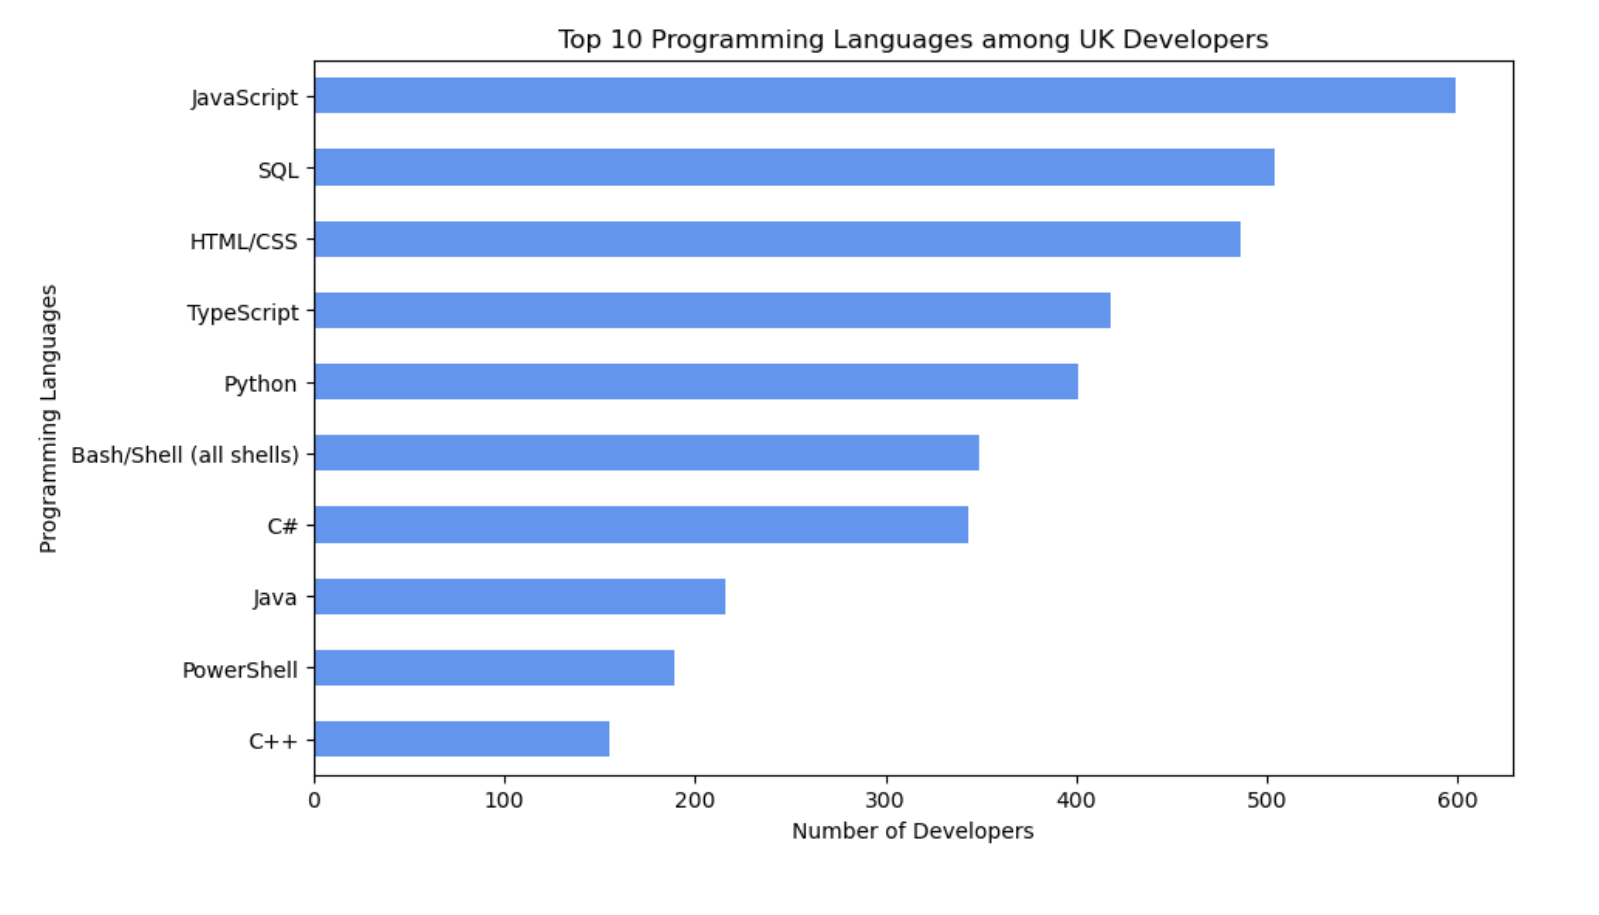 Top 10 Programming Languages among UK Developers
Programming Languages
JavaScript
SQL
HTML/CSS
TypeScript
Python
Bash/Shell (all shells)
C#
Java
PowerShell
C++
0 100 200 300 400 500 600
Number of Developers